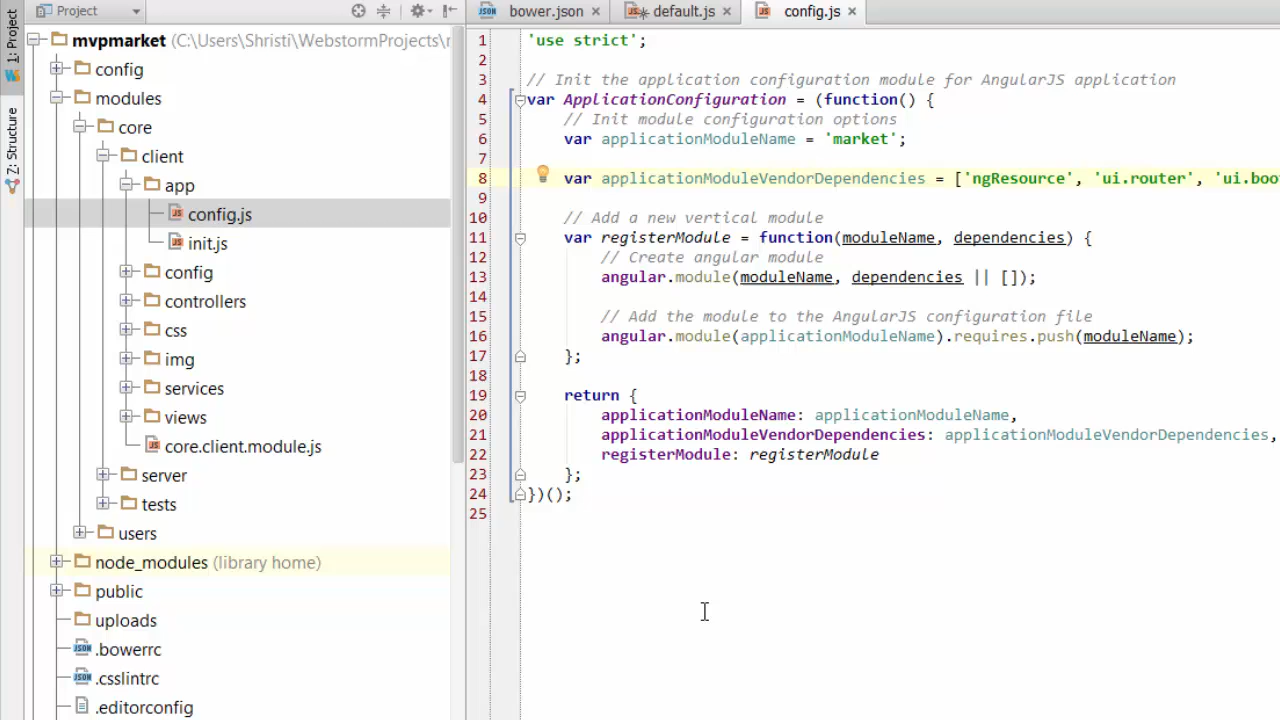 Project
bower.json
default.js
config.js
1: Project
Z: Structure
mvpmarket (C:\Users\Shristi\WebstormProjects\
config
modules
core
client
app
config.js
init.js
config
controllers
css
img
services
views
core.client.module.js
server
tests
users
node_modules (library home)
public
uploads
.bowerrc
.csslintrc
.editorconfig
1 'use strict';
2
3 // Init the application configuration module for AngularJS application
4 var ApplicationConfiguration = (function() {
5 // Init module configuration options
6 var applicationModuleName = 'market';
7
8 var applicationModuleVendorDependencies = ['ngResource', 'ui.router', 'ui.boo
9
10 // Add a new vertical module
11 var registerModule = function(moduleName, dependencies) {
12 // Create angular module
13 angular.module(moduleName, dependencies || []);
14
15 // Add the module to the AngularJS configuration file
16 angular.module(applicationModuleName).requires.push(moduleName);
17 };
18
19 return {
20 applicationModuleName: applicationModuleName,
21 applicationModuleVendorDependencies: applicationModuleVendorDependencies,
22 registerModule: registerModule
23 };
24 })();
25